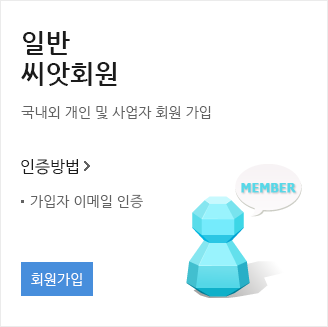 일반
씨앗회원
국내외 개인 및 사업자 회원 가입
인증방법 >
▪ 가입자 이메일 인증
MEMBER
회원가입